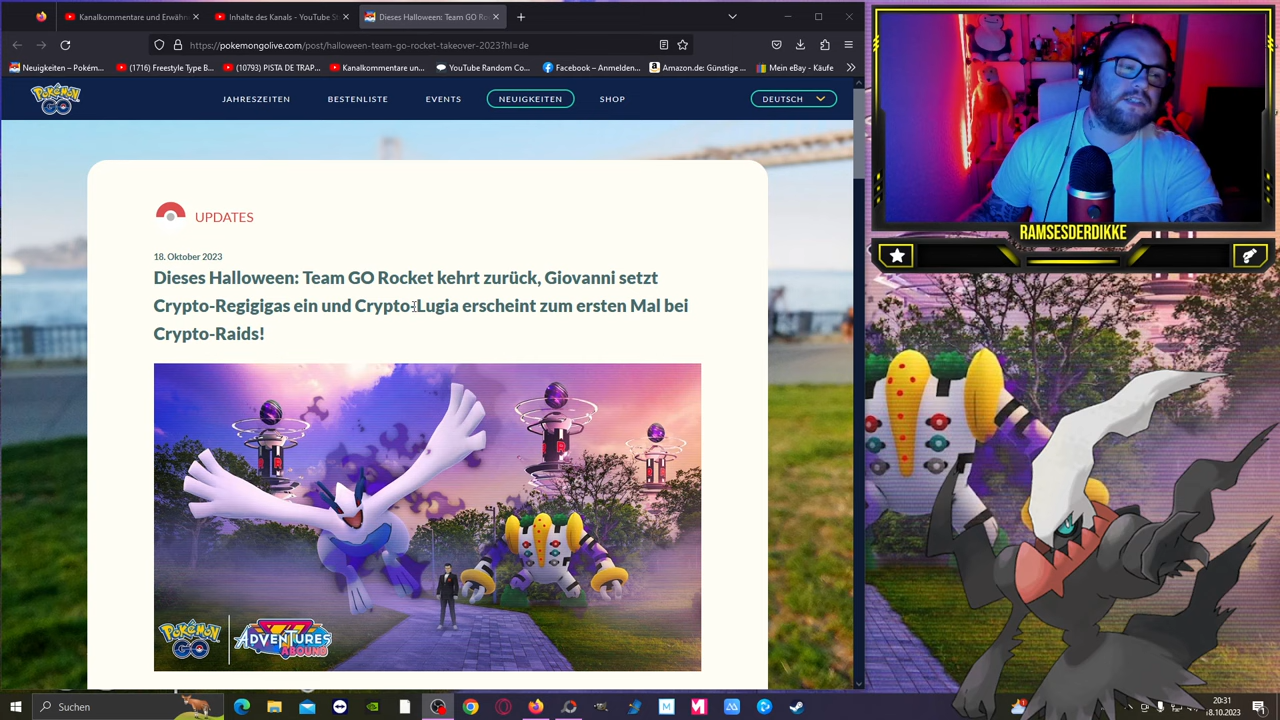 Kanalkommentare und Erwähn
Inhalte des Kanals - YouTube St
Dieses Halloween: Team GO Ro
https://pokemongolive.com/post/halloween-team-go-rocket-takeover-2023?hl=de
Neuigkeiten – Pokém...
(1716) Freestyle Type B...
(10793) PISTA DE TRAP...
Kanalkommentare un...
YouTube Random Co...
Facebook – Anmelden...
Amazon.de: Günstige ...
Mein eBay - Käufe
POKÉMON GO
JAHRESZEITEN
BESTENLISTE
EVENTS
NEUIGKEITEN
SHOP
DEUTSCH
UPDATES
18. Oktober 2023
Dieses Halloween: Team GO Rocket kehrt zurück, Giovanni setzt
Crypto-Regigigas ein und Crypto-Lugia erscheint zum ersten Mal bei
Crypto-Raids!
POKÉMON GO
ADVENTURES
ABOUND
RAMSESDERDIKKE
Suchen
20:31
18.10.2023